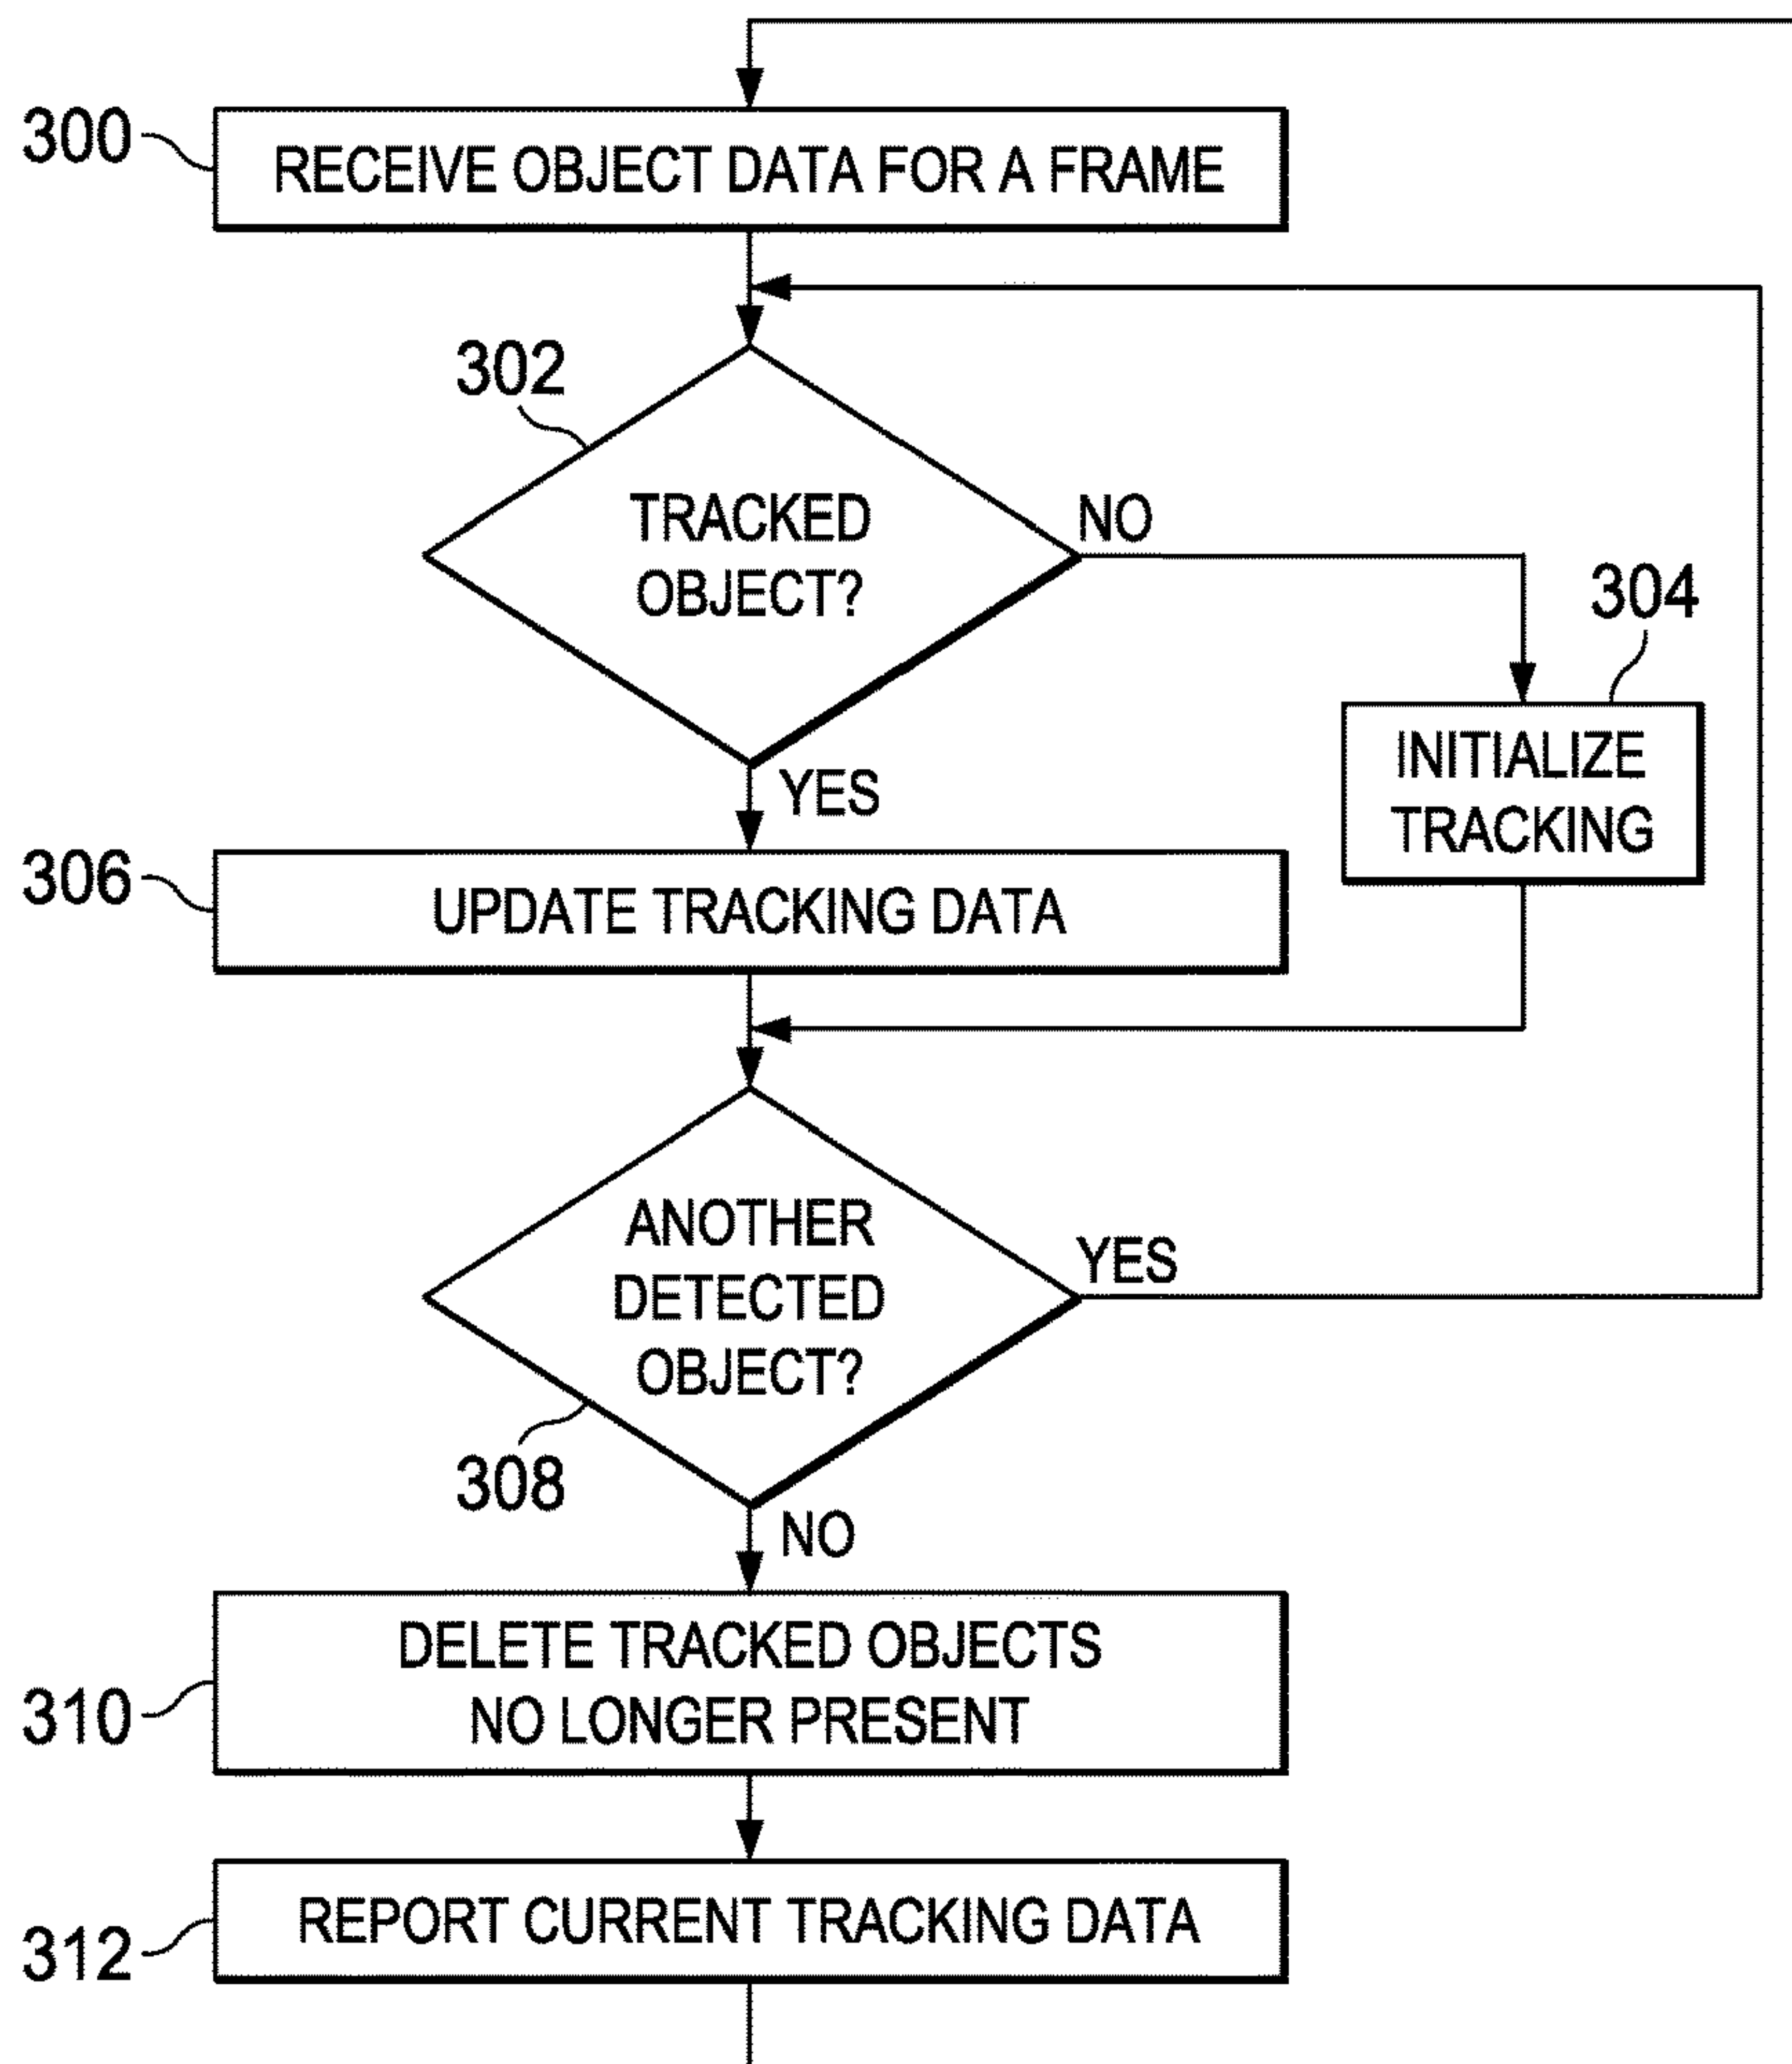 300
RECEIVE OBJECT DATA FOR A FRAME
302
TRACKED
OBJECT?
NO
304
INITIALIZE
TRACKING
YES
306
UPDATE TRACKING DATA
ANOTHER
DETECTED
OBJECT?
YES
308
NO
DELETE TRACKED OBJECTS
NO LONGER PRESENT
310
REPORT CURRENT TRACKING DATA
312